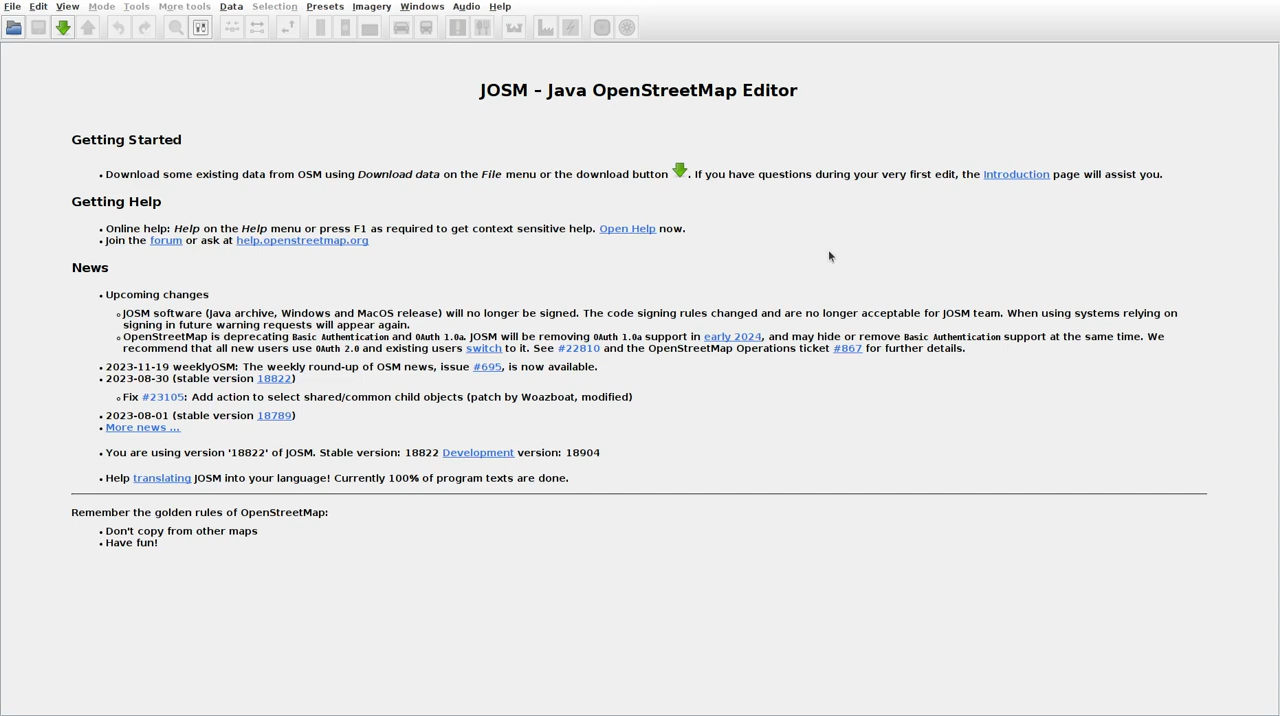 File Edit View Mode Tools More tools Data Selection Presets Imagery Windows Audio Help
JOSM – Java OpenStreetMap Editor
Getting Started
Download some existing data from OSM using Download data on the File menu or the download button . If you have questions during your very first edit, the Introduction page will assist you.
Getting Help
Online help: Help on the Help menu or press F1 as required to get context sensitive help. Open Help now.
Join the forum or ask at help.openstreetmap.org
News
Upcoming changes
JOSM software (Java archive, Windows and MacOS release) will no longer be signed. The code signing rules changed and are no longer acceptable for JOSM team. When using systems relying on
signing in future warning requests will appear again.
OpenStreetMap is deprecating Basic Authentication and OAuth 1.0a. JOSM will be removing OAuth 1.0a support in early 2024, and may hide or remove Basic Authentication support at the same time. We
recommend that all new users use OAuth 2.0 and existing users switch to it. See #22810 and the OpenStreetMap Operations ticket #867 for further details.
2023-11-19 weeklyOSM: The weekly round-up of OSM news, issue #695, is now available.
2023-08-30 (stable version 18822)
Fix #23105: Add action to select shared/common child objects (patch by Woazboat, modified)
2023-08-01 (stable version 18789)
More news ...
You are using version '18822' of JOSM. Stable version: 18822 Development version: 18904
Help translating JOSM into your language! Currently 100% of program texts are done.
Remember the golden rules of OpenStreetMap:
Don't copy from other maps
Have fun!